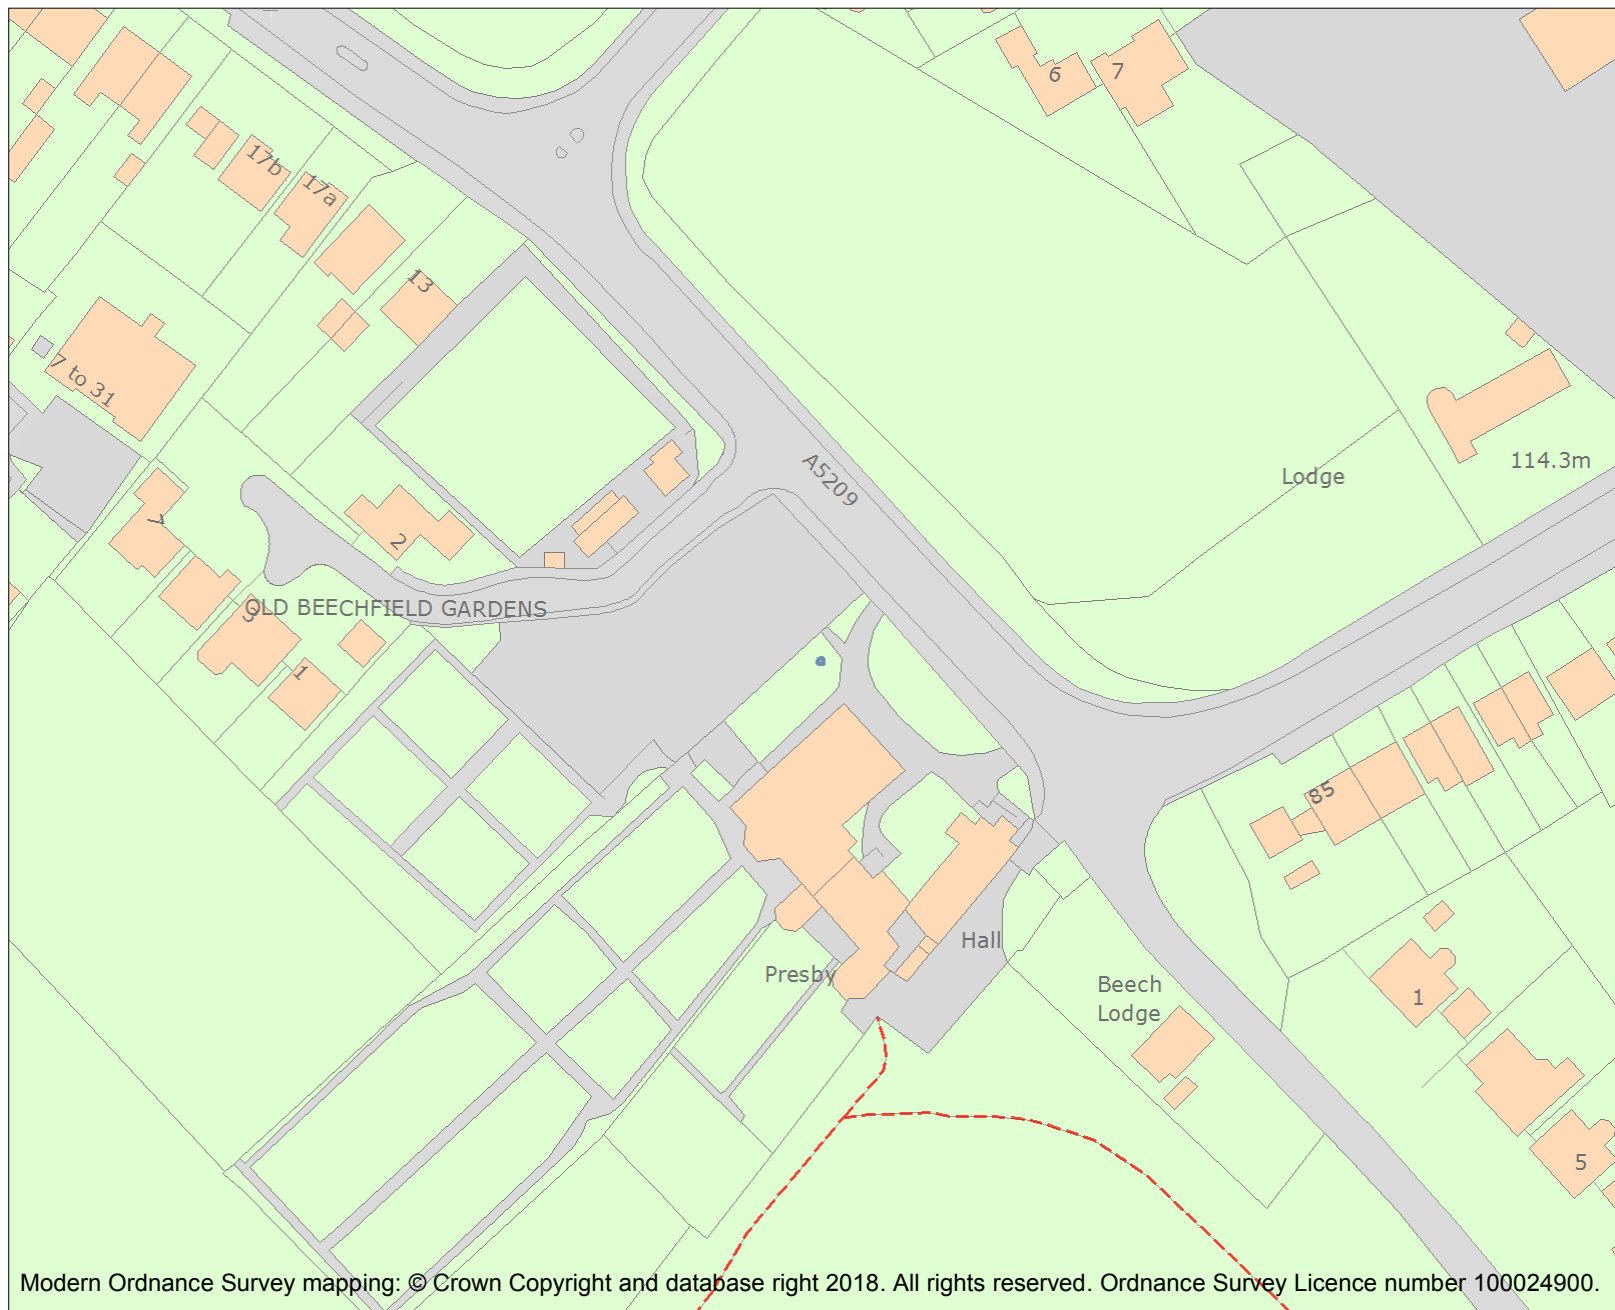 6
7
17b
17a
13
7 to 31
A5209
Lodge
114.3m
7
2
OLD BEECHFIELD GARDENS
3
1
85
Hall
Presby
Beech
Lodge
1
5
Modern Ordnance Survey mapping: © Crown Copyright and database right 2018. All rights reserved. Ordnance Survey Licence number 100024900.